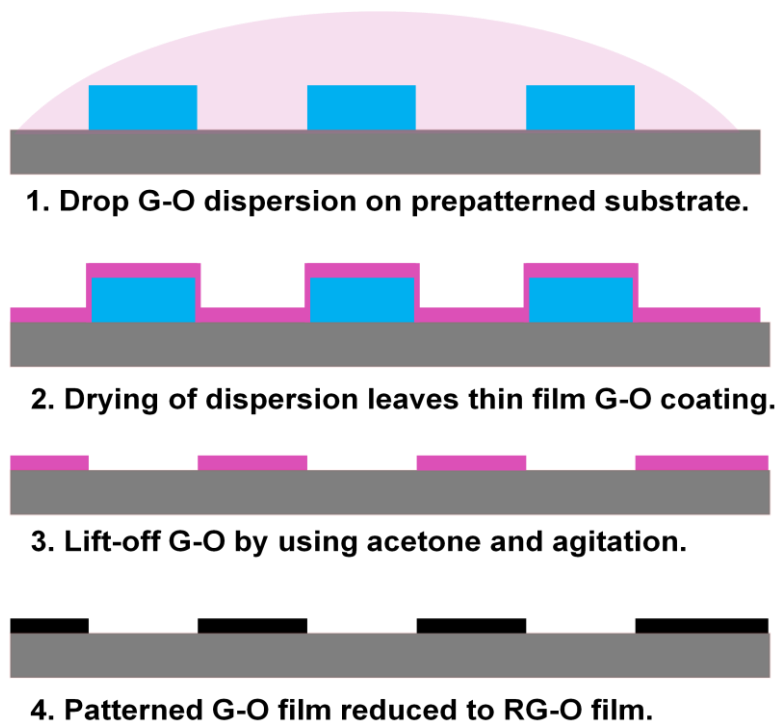 1. Drop G-O dispersion on prepatterned substrate.
2. Drying of dispersion leaves thin film G-O coating.
3. Lift-off G-O by using acetone and agitation.
4. Patterned G-O film reduced to RG-O film.